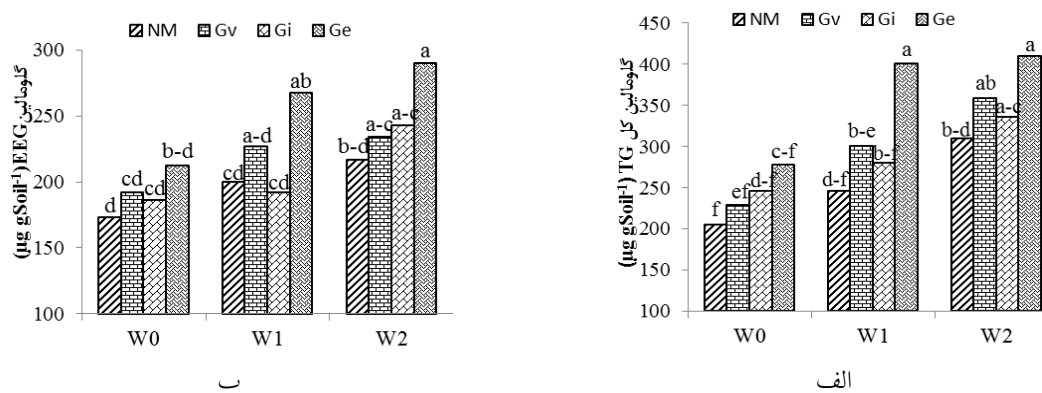 NM Gv Gi Ge
گلومالین EEG (µg gSoil-1)
300
250
200
150
100
d cd cd b-d
cd a-d cd ab
b-d a-c a-c a
W0 W1 W2
ب
NM Gv Gi Ge
گلومالین کل TG (µg gSoil-1)
450
400
350
300
250
200
150
100
f ef d-f c-f
d-f b-e b-f a
b-d ab a-c a
W0 W1 W2
الف